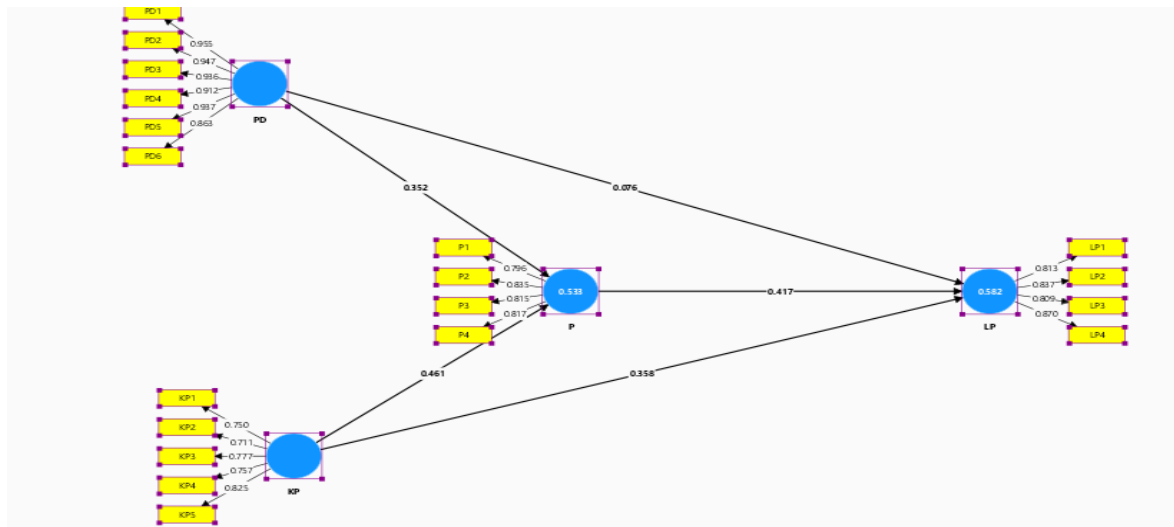 PD1
PD2
PD3
PD4
PD5
PD6
0.955
0.947
0.936
0.912
0.937
0.863
PD
0.352
0.076
P1
P2
P3
P4
0.796
0.835
0.815
0.817
0.533
P
0.417
0.582
LP
0.813
0.837
0.809
0.870
LP1
LP2
LP3
LP4
0.461
0.358
KP1
KP2
KP3
KP4
KP5
0.750
0.711
0.777
0.757
0.825
KP